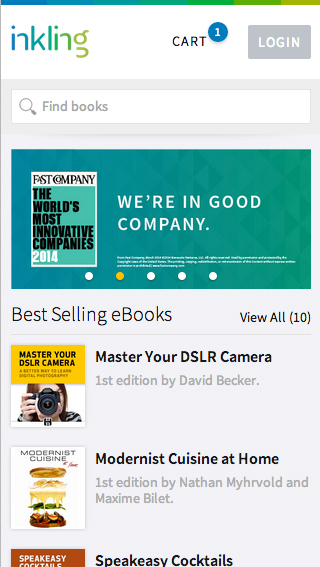 inkling
CART
1
LOGIN
Find books
FAST COMPANY
THE
WORLD'S
MOST
INNOVATIVE
COMPANIES
2014
WE'RE IN GOOD
COMPANY.
Best Selling eBooks
View All (10)
MASTER YOUR
DSLR CAMERA
A BETTER WAY TO LEARN
DIGITAL PHOTOGRAPHY
Master Your DSLR Camera
1st edition by David Becker.
MODERNIST
CUISINE
at Home
Modernist Cuisine at Home
1st edition by Nathan Myhrvold and
Maxime Bilet.
SPEAKEASY
COCKTAILS
Speakeasy Cocktails